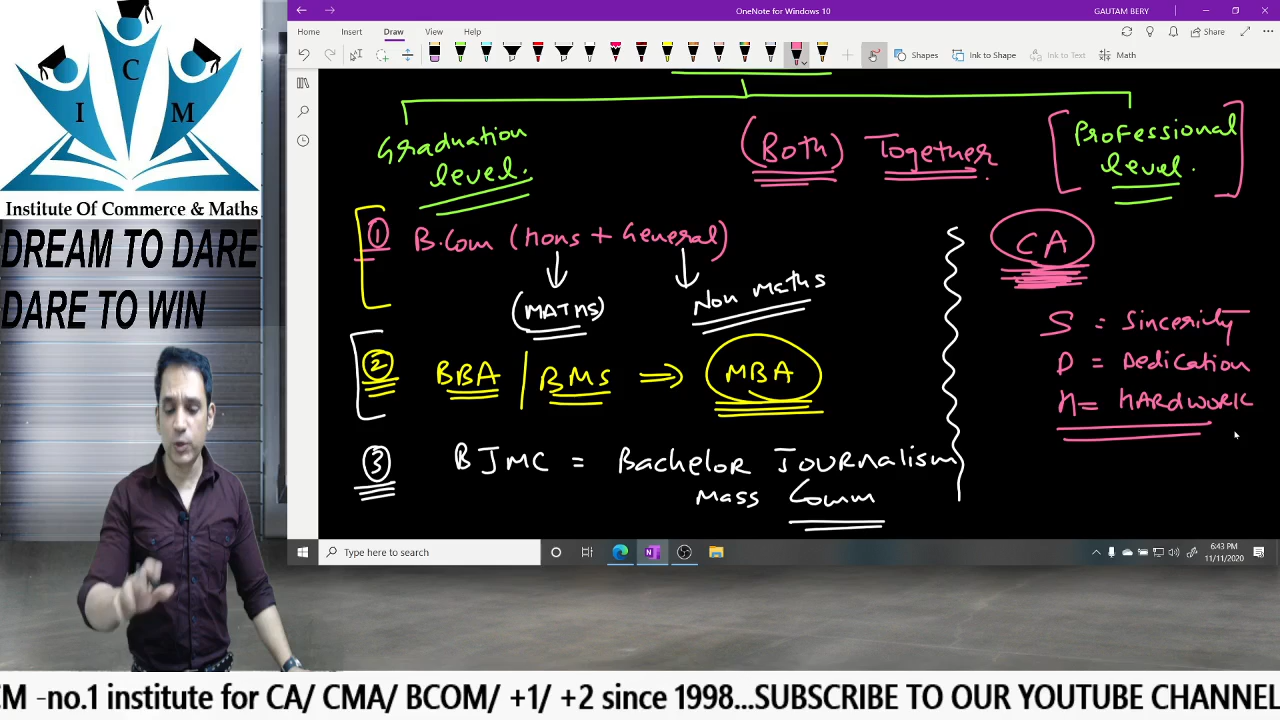 I C M
Institute Of Commerce & Maths
DREAM TO DARE
DARE TO WIN
OneNote for Windows 10
GAUTAM BERY
Home Insert Draw View Help
Share
Shapes Ink to Shape Ink to Text Math
Graduation level.
(Both) Together
[Professional level.]
① B.Com (Hons + General)
(MATHS) Non maths
② BBA | BMS ⇒ MBA
③ BJMC = Bachelor Journalism
Mass Comm
CA
S = Sincerity
D = Dedication
H = HARDWORK
Type here to search
6:43 PM
11/11/2020
CM -no.1 institute for CA/ CMA/ BCOM/ +1/ +2 since 1998...SUBSCRIBE TO OUR YOUTUBE CHANNEL